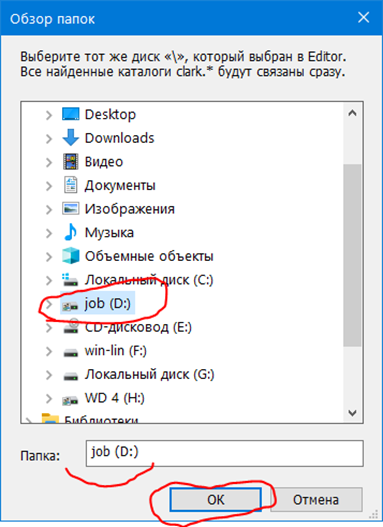 Обзор папок
Выберите тот же диск «\», который выбран в Editor.
Все найденные каталоги clark.* будут связаны сразу.
Desktop
Downloads
Видео
Документы
Изображения
Музыка
Объемные объекты
Локальный диск (C:)
job (D:)
CD-дисковод (E:)
win-lin (F:)
Локальный диск (G:)
WD 4 (H:)
Библиотеки
Папка: job (D:)
ОК Отмена